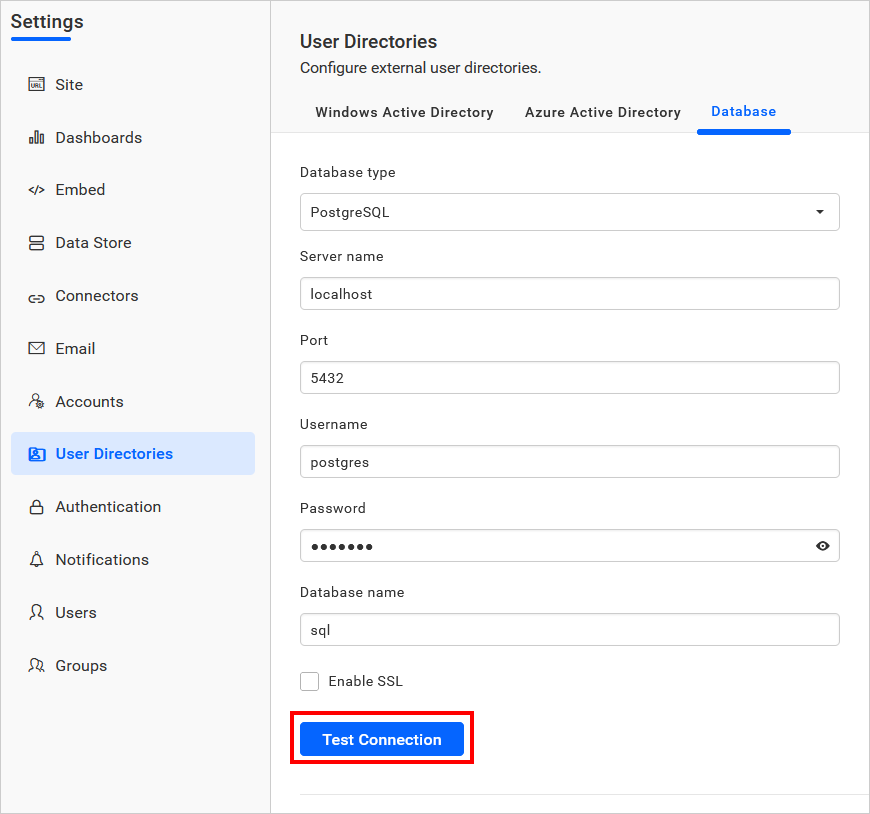 Settings
URL
Site
Dashboards
Embed
Data Store
Connectors
Email
Accounts
User Directories
Authentication
Notifications
Users
Groups
User Directories
Configure external user directories.
Windows Active Directory Azure Active Directory Database
Database type
PostgreSQL
Server name
localhost
Port
5432
Username
postgres
Password
•••••••
Database name
sql
Enable SSL
Test Connection